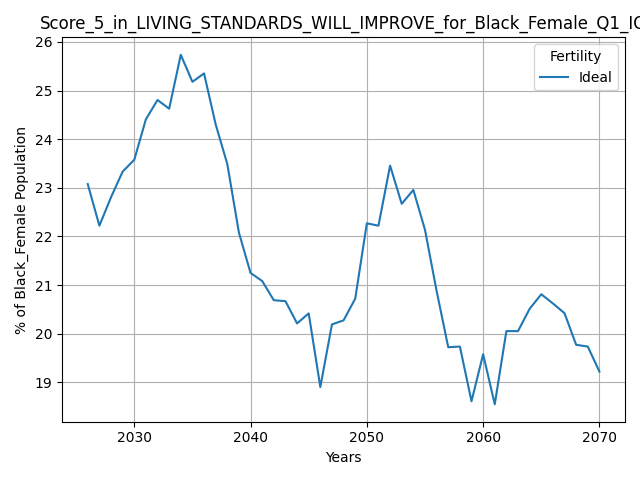 Score_5_in_LIVING_STANDARDS_WILL_IMPROVE_for_Black_Female_Q1_IC
Fertility
Ideal
% of Black_Female Population
26
25
24
23
22
21
20
19
2030 2040 2050 2060 2070
Years